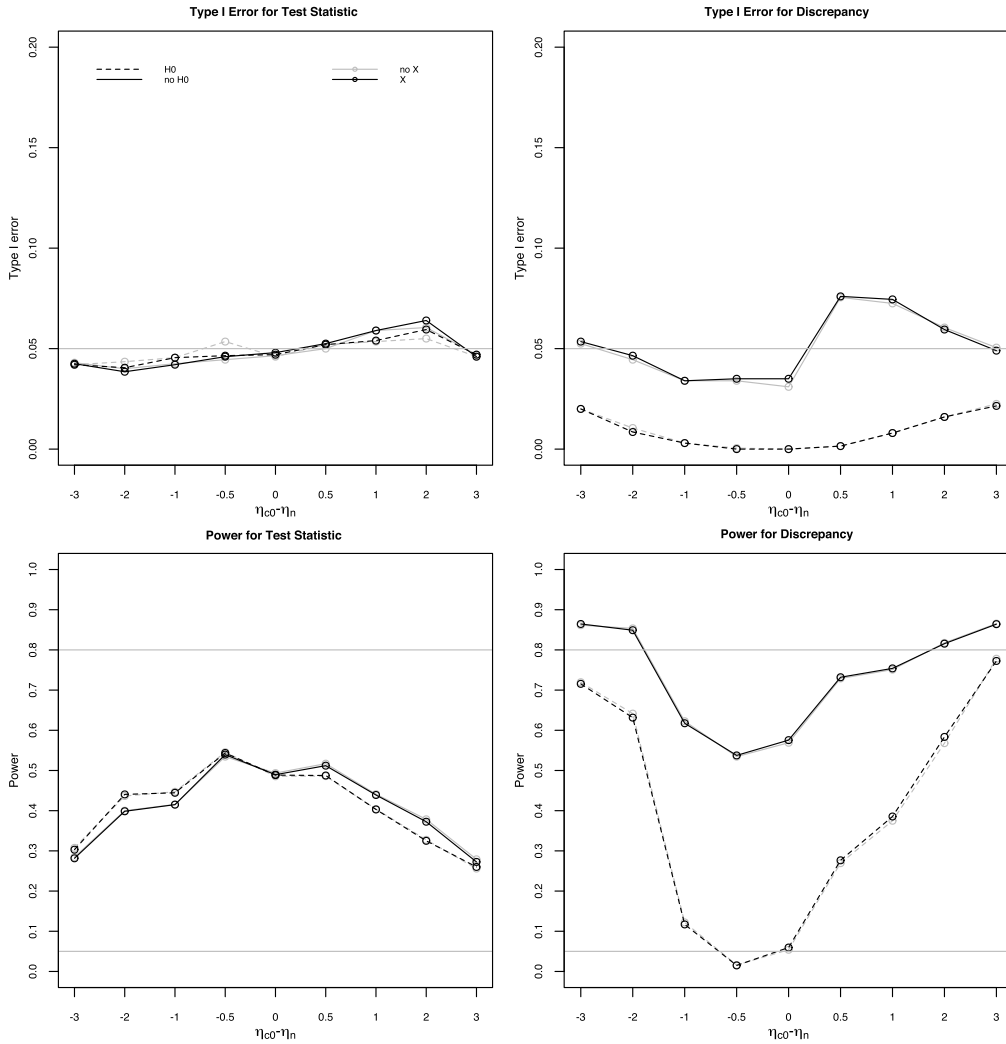 Type I Error for Test Statistic
Type I error
0.20
0.15
0.10
0.05
0.00
H0
no H0
no X
X
-3 -2 -1 -0.5 0 0.5 1 2 3
ηc0-ηn
Type I Error for Discrepancy
Type I error
0.20
0.15
0.10
0.05
0.00
-3 -2 -1 -0.5 0 0.5 1 2 3
ηc0-ηn
Power for Test Statistic
Power
1.0
0.9
0.8
0.7
0.6
0.5
0.4
0.3
0.2
0.1
0.0
-3 -2 -1 -0.5 0 0.5 1 2 3
ηc0-ηn
Power for Discrepancy
Power
1.0
0.9
0.8
0.7
0.6
0.5
0.4
0.3
0.2
0.1
0.0
-3 -2 -1 -0.5 0 0.5 1 2 3
ηc0-ηn